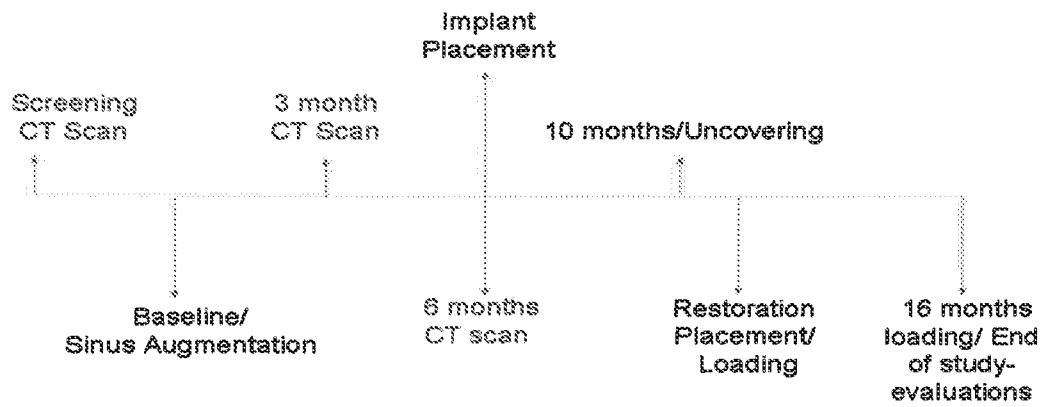 Implant
Placement
Screening
CT Scan
3 month
CT Scan
10 months/Uncovering
Baseline/
Sinus Augmentation
6 months
CT scan
Restoration
Placement/
Loading
16 months
loading/ End
of study-
evaluations